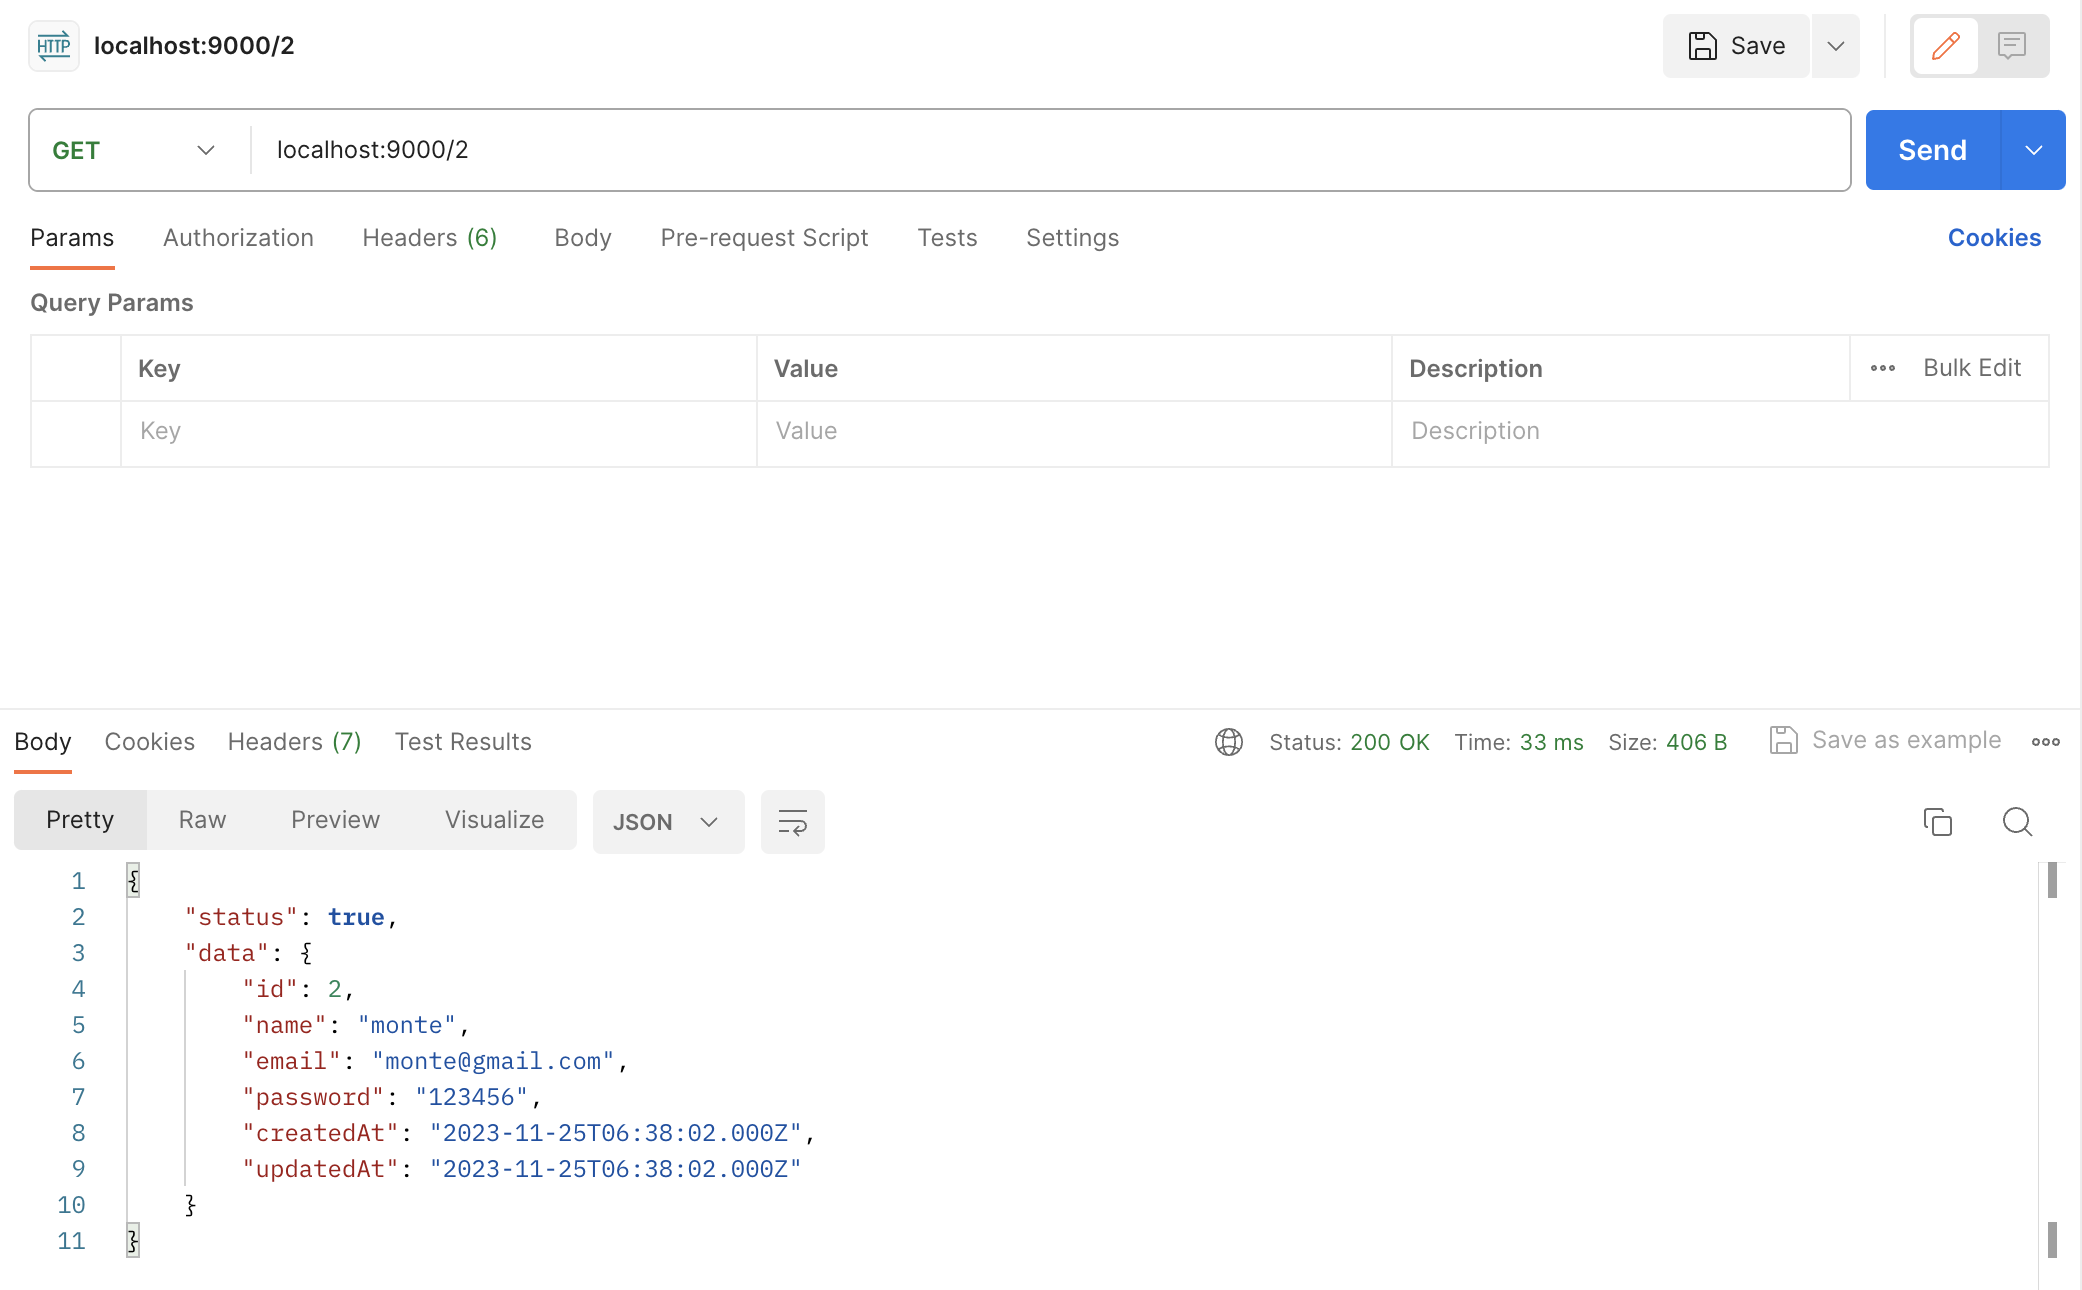 HTTP localhost:9000/2 Save
GET localhost:9000/2 Send
Params Authorization Headers (6) Body Pre-request Script Tests Settings Cookies
Query Params
Key Value Description Bulk Edit
Key Value Description
Body Cookies Headers (7) Test Results Status: 200 OK Time: 33 ms Size: 406 B Save as example
Pretty Raw Preview Visualize JSON
1 {
2 "status": true,
3 "data": {
4 "id": 2,
5 "name": "monte",
6 "email": "monte@gmail.com",
7 "password": "123456",
8 "createdAt": "2023-11-25T06:38:02.000Z",
9 "updatedAt": "2023-11-25T06:38:02.000Z"
10 }
11 }